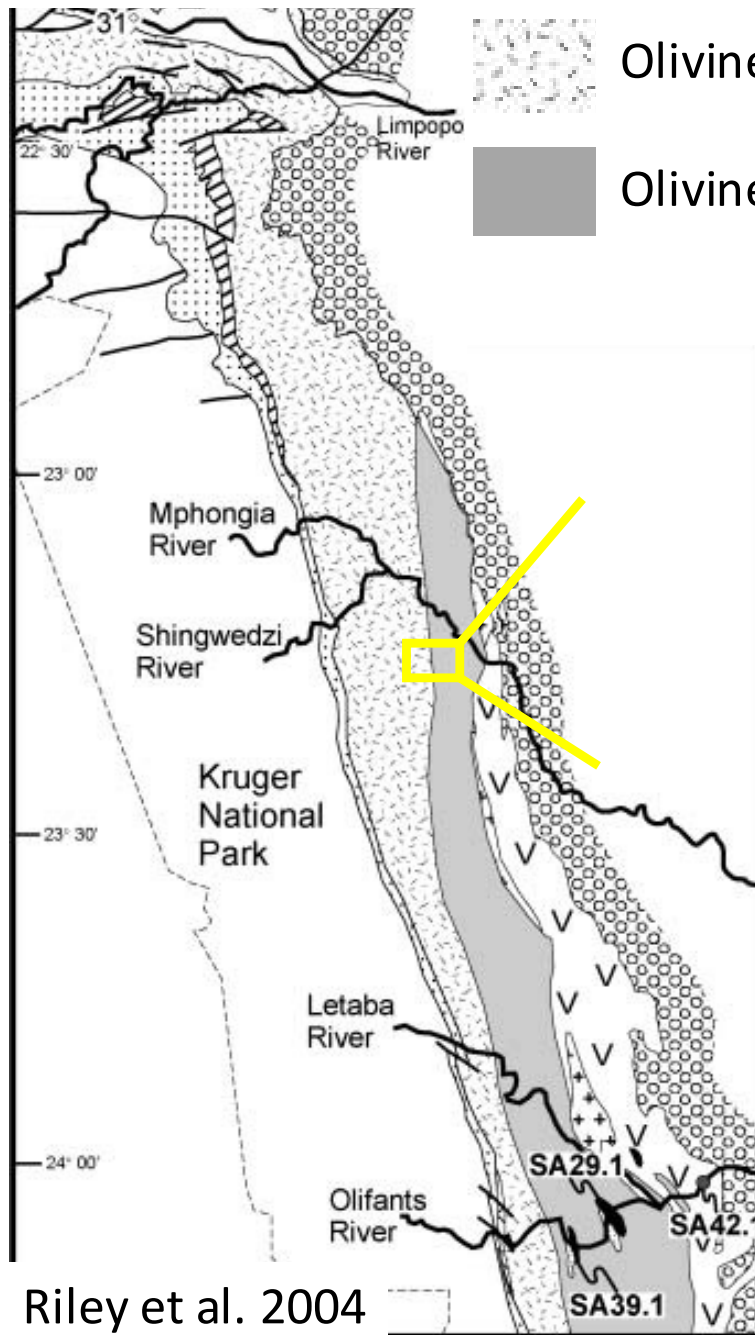 31°
Olivine
Limpopo
River
22° 30'
Olivine
23° 00'
Mphongia
River
Shingwedzi
River
Kruger
National
Park
23° 30'
Letaba
River
24° 00'
SA29.1
Olifants
River
SA42.
SA39.1
Riley et al. 2004